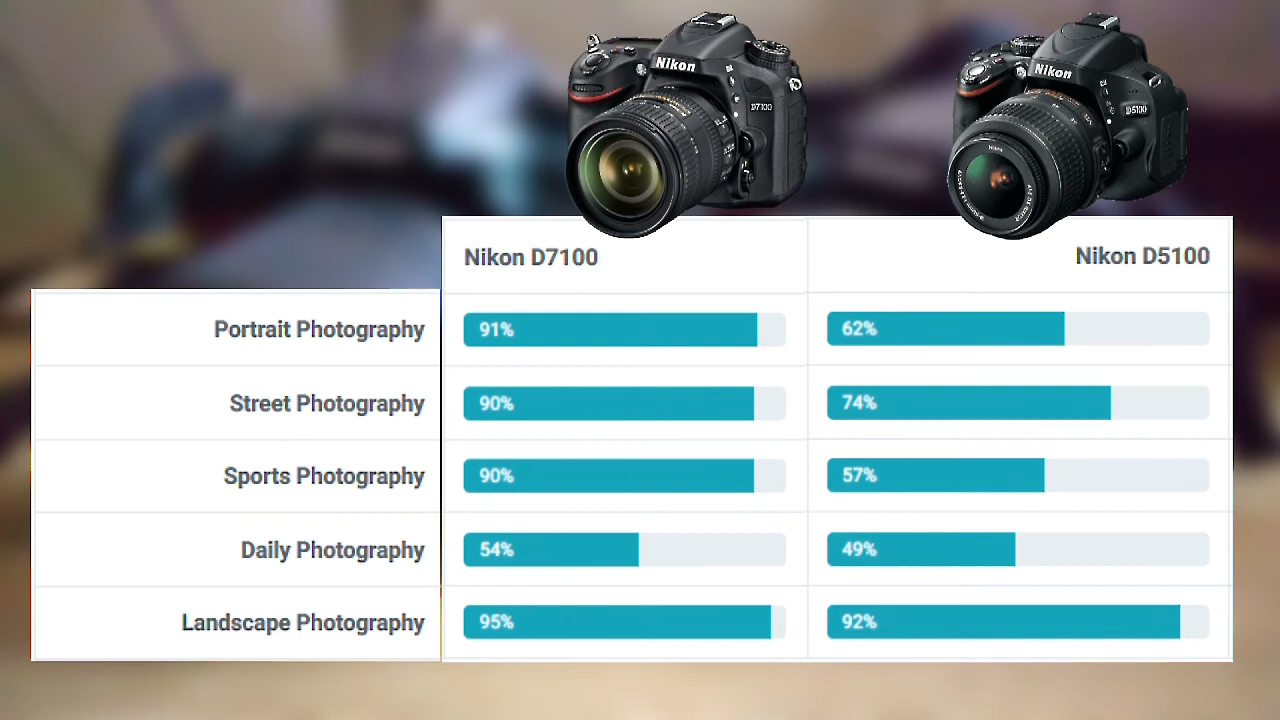 Nikon
D7100
Nikon
D5100
Nikon
Nikon D7100
Nikon D5100
Portrait Photography
91%
62%
Street Photography
90%
74%
Sports Photography
90%
57%
Daily Photography
54%
49%
Landscape Photography
95%
92%